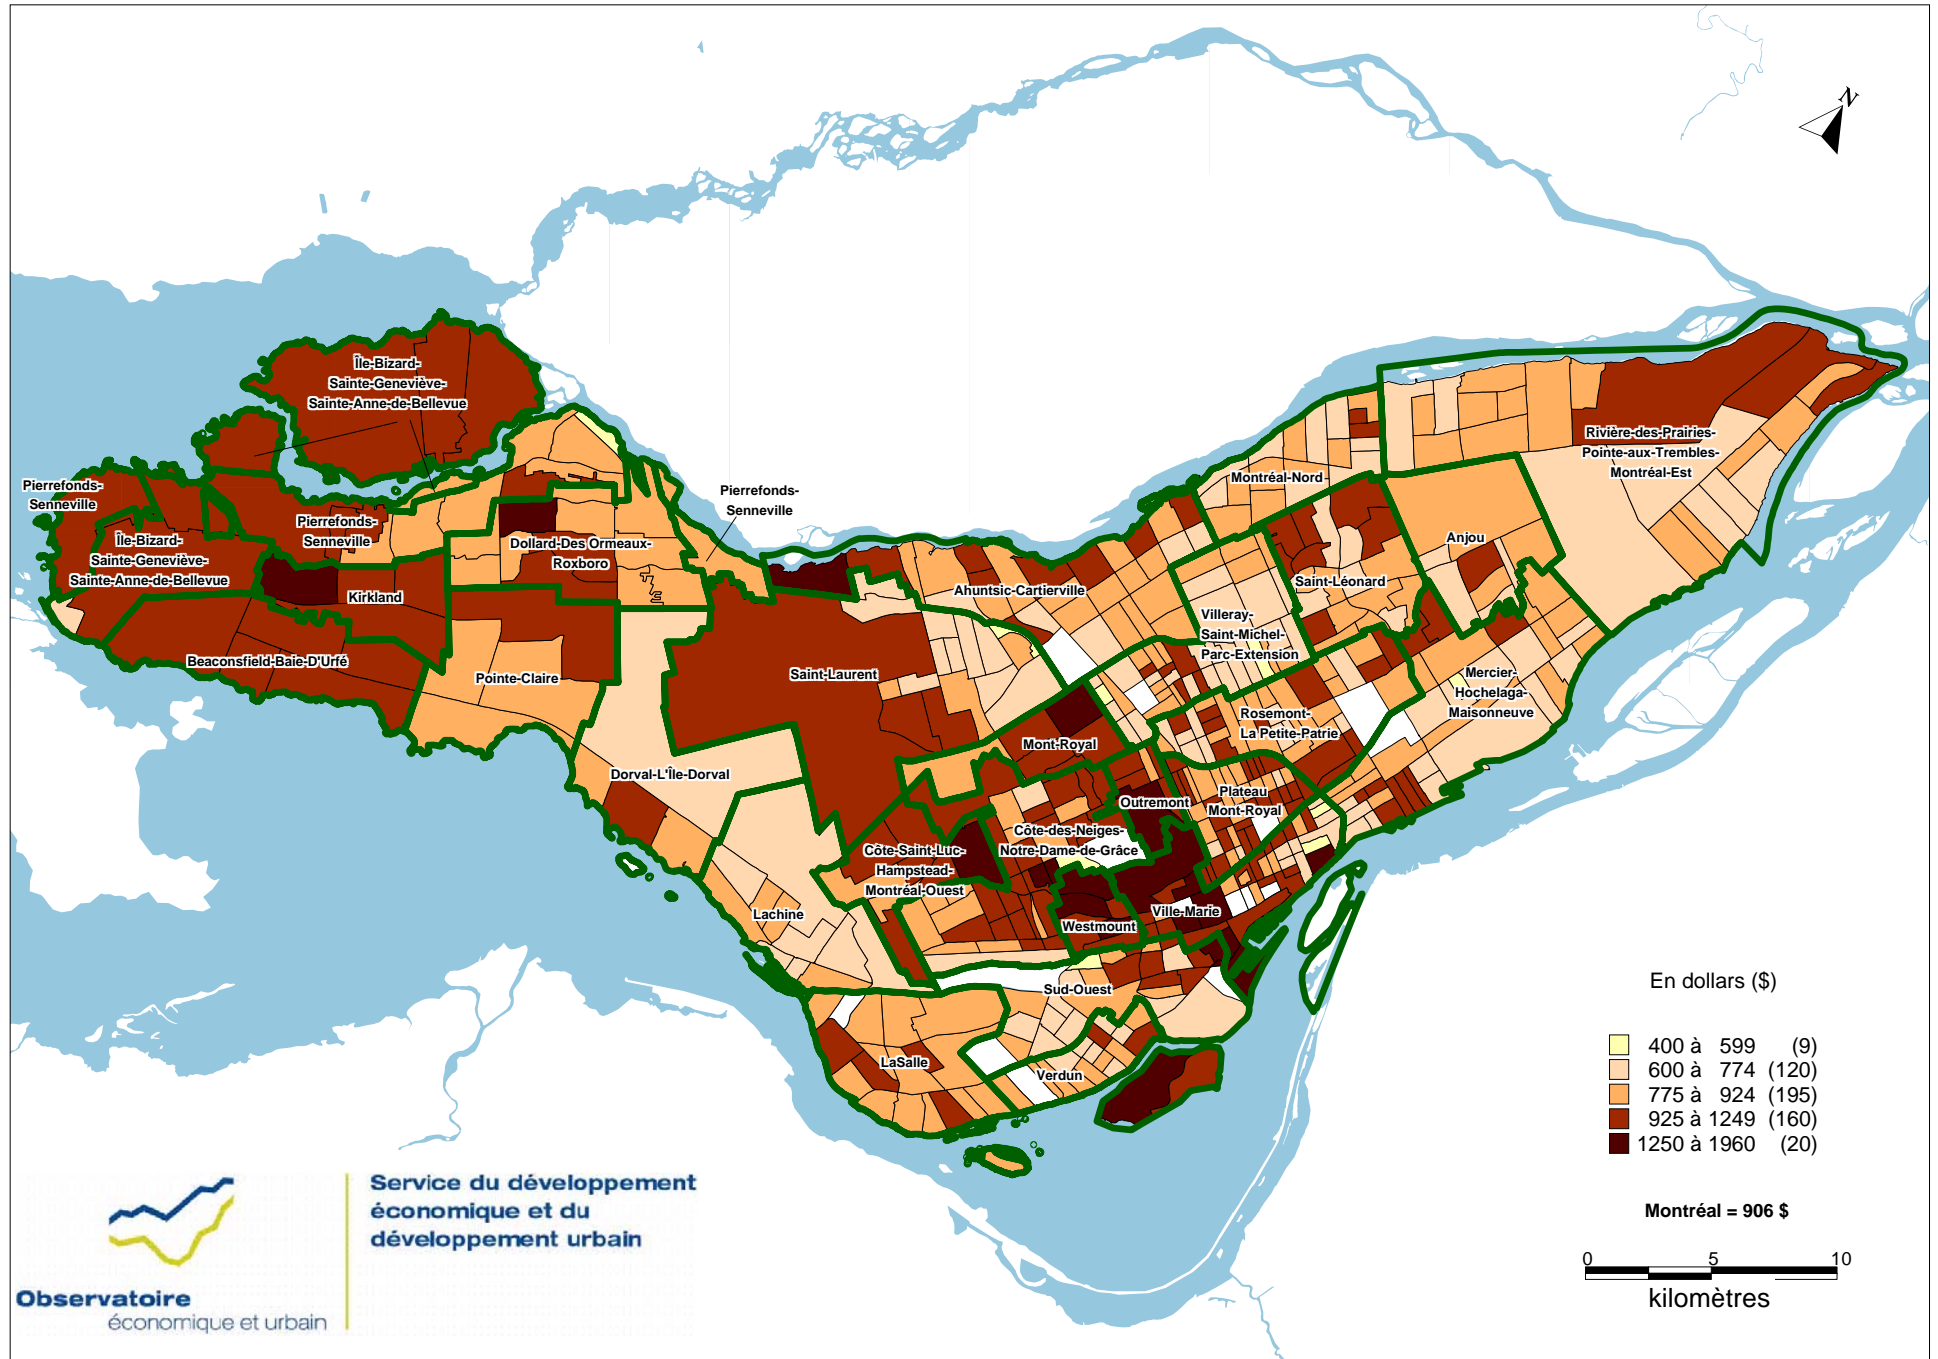 N
Île-Bizard-
Sainte-Geneviève-
Sainte-Anne-de-Bellevue
Pierrefonds-
Senneville
Pierrefonds-
Senneville
Pierrefonds-
Senneville
Île-Bizard-
Sainte-Geneviève-
Sainte-Anne-de-Bellevue
Dollard-Des Ormeaux-
Roxboro
Kirkland
Beaconsfield-Baie-D'Urfé
Pointe-Claire
Dorval-L'Île-Dorval
Saint-Laurent
Ahuntsic-Cartierville
Montréal-Nord
Rivière-des-Prairies-
Pointe-aux-Trembles-
Montréal-Est
Anjou
Saint-Léonard
Villeray-
Saint-Michel-
Parc-Extension
Mercier-
Hochelaga-
Maisonneuve
Rosemont-
La Petite-Patrie
Mont-Royal
Outremont
Plateau
Mont-Royal
Côte-des-Neiges-
Notre-Dame-de-Grâce
Côte-Saint-Luc-
Hampstead-
Montréal-Ouest
Lachine
Westmount
Ville-Marie
Sud-Ouest
LaSalle
Verdun
En dollars ($)
400 à 599 (9)
600 à 774 (120)
775 à 924 (195)
925 à 1249 (160)
1250 à 1960 (20)
Montréal = 906 $
0 5 10
kilomètres
Service du développement
économique et du
développement urbain
Observatoire
économique et urbain